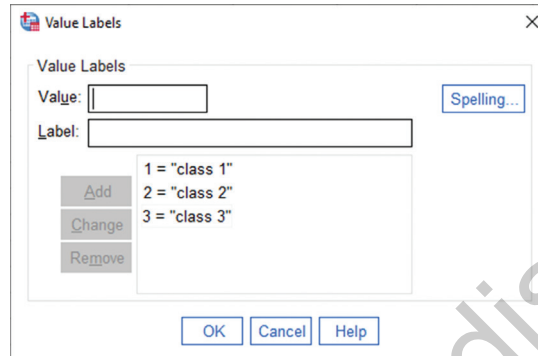 Value Labels
Value Labels
Value:
Spelling...
Label:
1 = "class 1"
Add
2 = "class 2"
Change
3 = "class 3"
Remove
OK Cancel Help